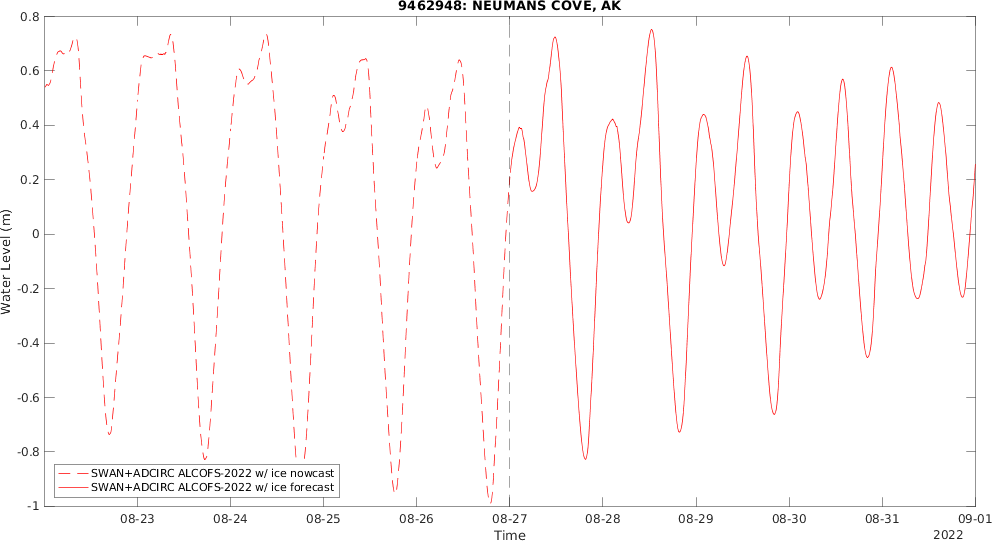 9462948: NEUMANS COVE, AK
Water Level (m)
0.8
0.6
0.4
0.2
0
-0.2
-0.4
-0.6
-0.8
-1
SWAN+ADCIRC ALCOFS-2022 w/ ice nowcast
SWAN+ADCIRC ALCOFS-2022 w/ ice forecast
08-23 08-24 08-25 08-26 08-27 08-28 08-29 08-30 08-31 09-01
Time
2022